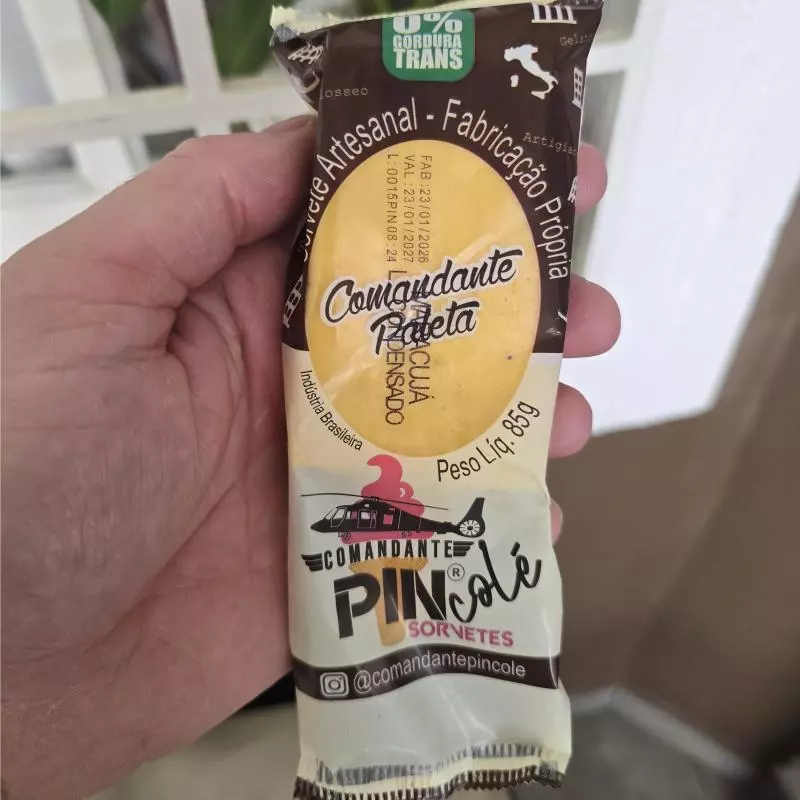 0%
GORDURA
TRANS
Sorvete Artesanal - Fabricação Própria
FAB:23/01/2026
VAL:23/01/2027
L:0015PIN08:24
MARACUJÁ
L CONDENSADO
Comandante
Paleta
Indústria Brasileira
Peso Líq. 85g
COMANDANTE
PINcolé®
SORVETES
@comandantepincole